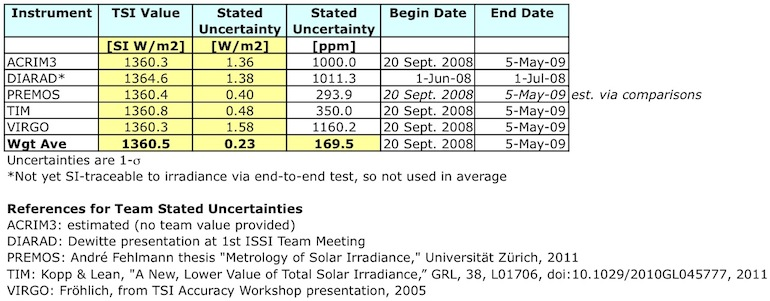 Instrument TSI Value Stated Uncertainty Stated Uncertainty Begin Date End Date
[SI W/m2] [W/m2] [ppm]
ACRIM3 1360.3 1.36 1000.0 20 Sept. 2008 5-May-09
DIARAD* 1364.6 1.38 1011.3 1-Jun-08 1-Jul-08
PREMOS 1360.4 0.40 293.9 20 Sept. 2008 5-May-09 est. via comparisons
TIM 1360.8 0.48 350.0 20 Sept. 2008 5-May-09
VIRGO 1360.3 1.58 1160.2 20 Sept. 2008 5-May-09
Wgt Ave 1360.5 0.23 169.5 20 Sept. 2008 5-May-09
Uncertainties are 1-σ
*Not yet SI-traceable to irradiance via end-to-end test, so not used in average
References for Team Stated Uncertainties
ACRIM3: estimated (no team value provided)
DIARAD: Dewitte presentation at 1st ISSI Team Meeting
PREMOS: André Fehlmann thesis "Metrology of Solar Irradiance," Universität Zürich, 2011
TIM: Kopp & Lean, "A New, Lower Value of Total Solar Irradiance,” GRL, 38, L01706, doi:10.1029/2010GL045777, 2011
VIRGO: Fröhlich, from TSI Accuracy Workshop presentation, 2005